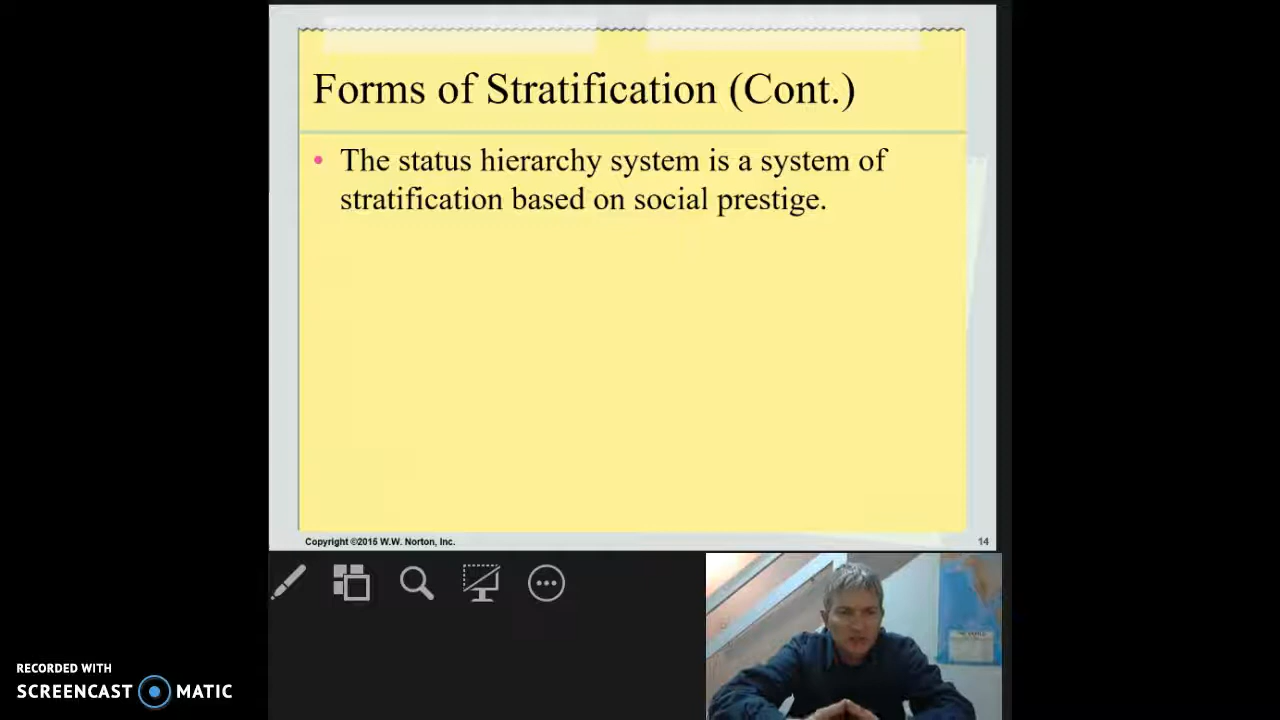 Forms of Stratification (Cont.)
• The status hierarchy system is a system of
stratification based on social prestige.
Copyright ©2016 W.W. Norton, Inc.
14
RECORDED WITH
SCREENCAST MATIC